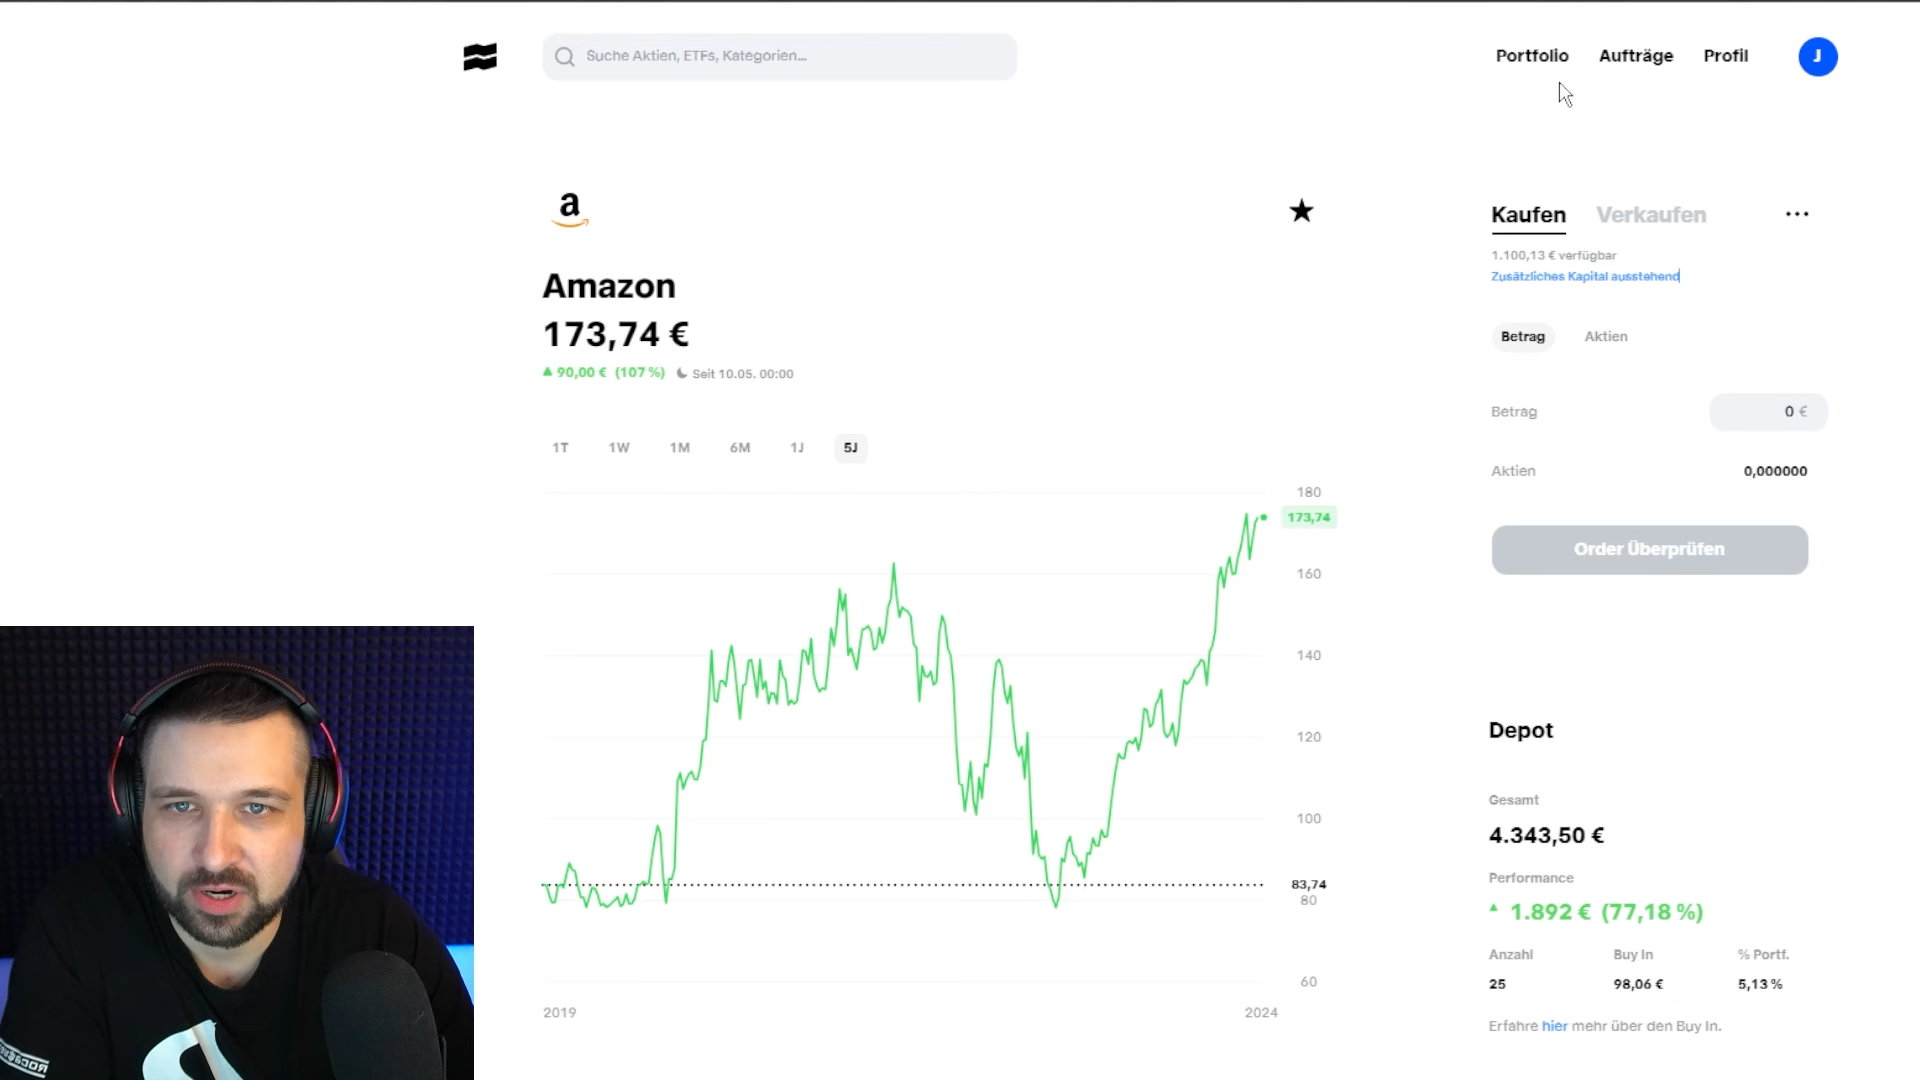 Suche Aktien, ETFs, Kategorien...
Portfolio Aufträge Profil J
a
Amazon
173,74 €
90,00 € (107 %) Seit 10.05. 00:00
1T 1W 1M 6M 1J 5J
180
173,74
160
140
120
100
83,74
80
60
2019 2024
Kaufen Verkaufen
1.100,13 € verfügbar
Zusätzliches Kapital ausstehend
Betrag Aktien
Betrag 0 €
Aktien 0,000000
Order Überprüfen
Depot
Gesamt
4.343,50 €
Performance
1.892 € (77,18 %)
Anzahl Buy In % Portf.
25 98,06 € 5,13 %
Erfahre hier mehr über den Buy In.